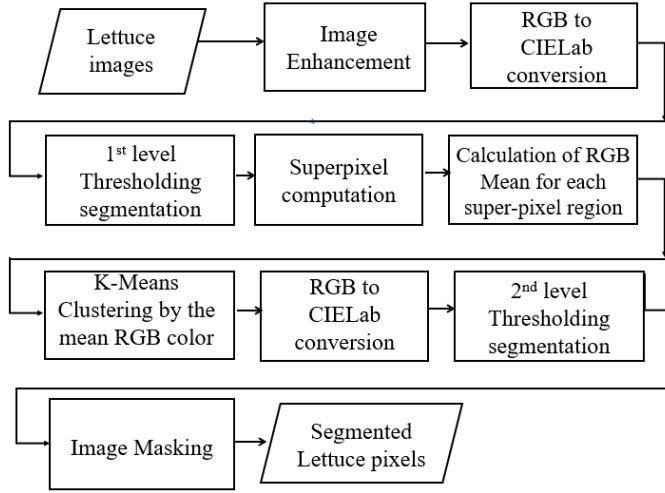 Lettuce
images
Image
Enhancement
RGB to
CIELab
conversion
1st level
Thresholding
segmentation
Superpixel
computation
Calculation of RGB
Mean for each
super-pixel region
K-Means
Clustering by the
mean RGB color
RGB to
CIELab
conversion
2nd level
Thresholding
segmentation
Image Masking
Segmented
Lettuce pixels